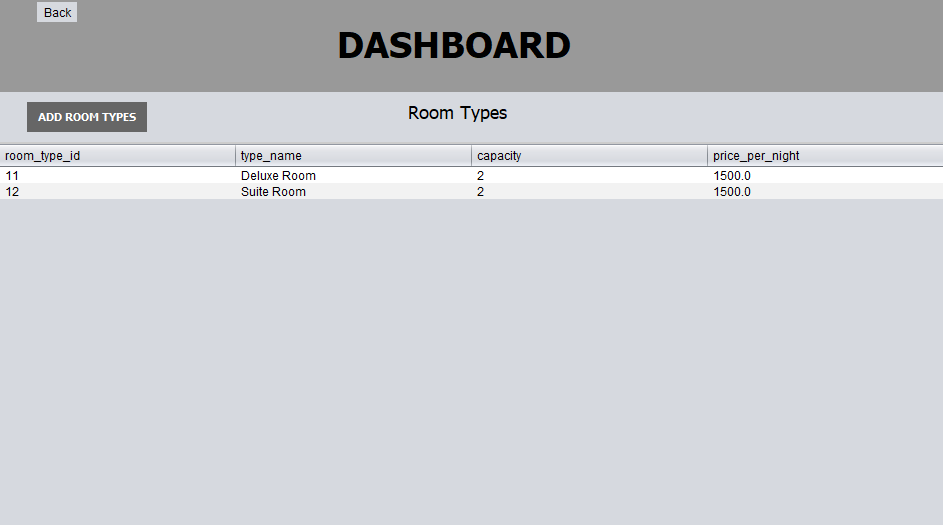 Back
DASHBOARD
ADD ROOM TYPES
Room Types
room_type_id type_name capacity price_per_night
11 Deluxe Room 2 1500.0
12 Suite Room 2 1500.0